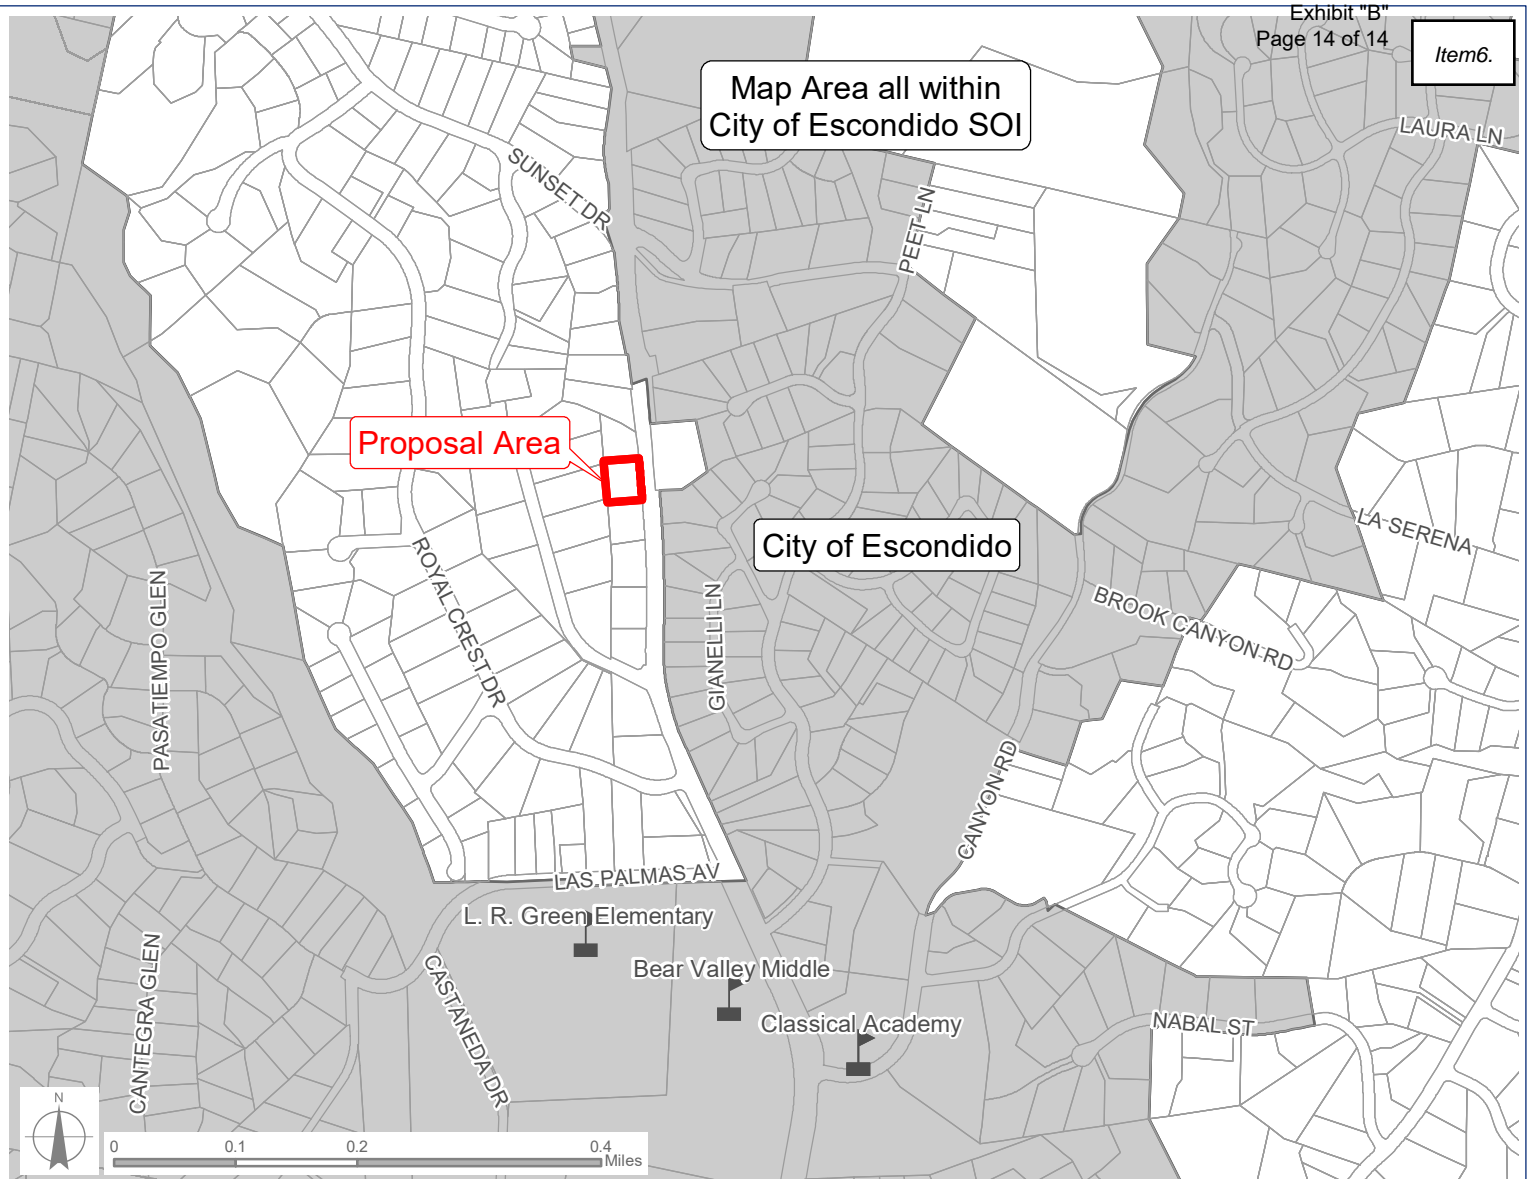 Exhibit "B"
Page 14 of 14
Item6.
Map Area all within
City of Escondido SOI
LAURA LN
SUNSET DR
PEET LN
Proposal Area
LA SERENA
City of Escondido
ROYAL CREST DR
PASATIEMPO GLEN
GIANELLI LN
BROOK CANYON RD
CANYON RD
LAS PALMAS AV
L. R. Green Elementary
Bear Valley Middle
Classical Academy
CANTEGRA GLEN
CASTANEDA DR
NABAL ST
N
0 0.1 0.2 0.4
Miles